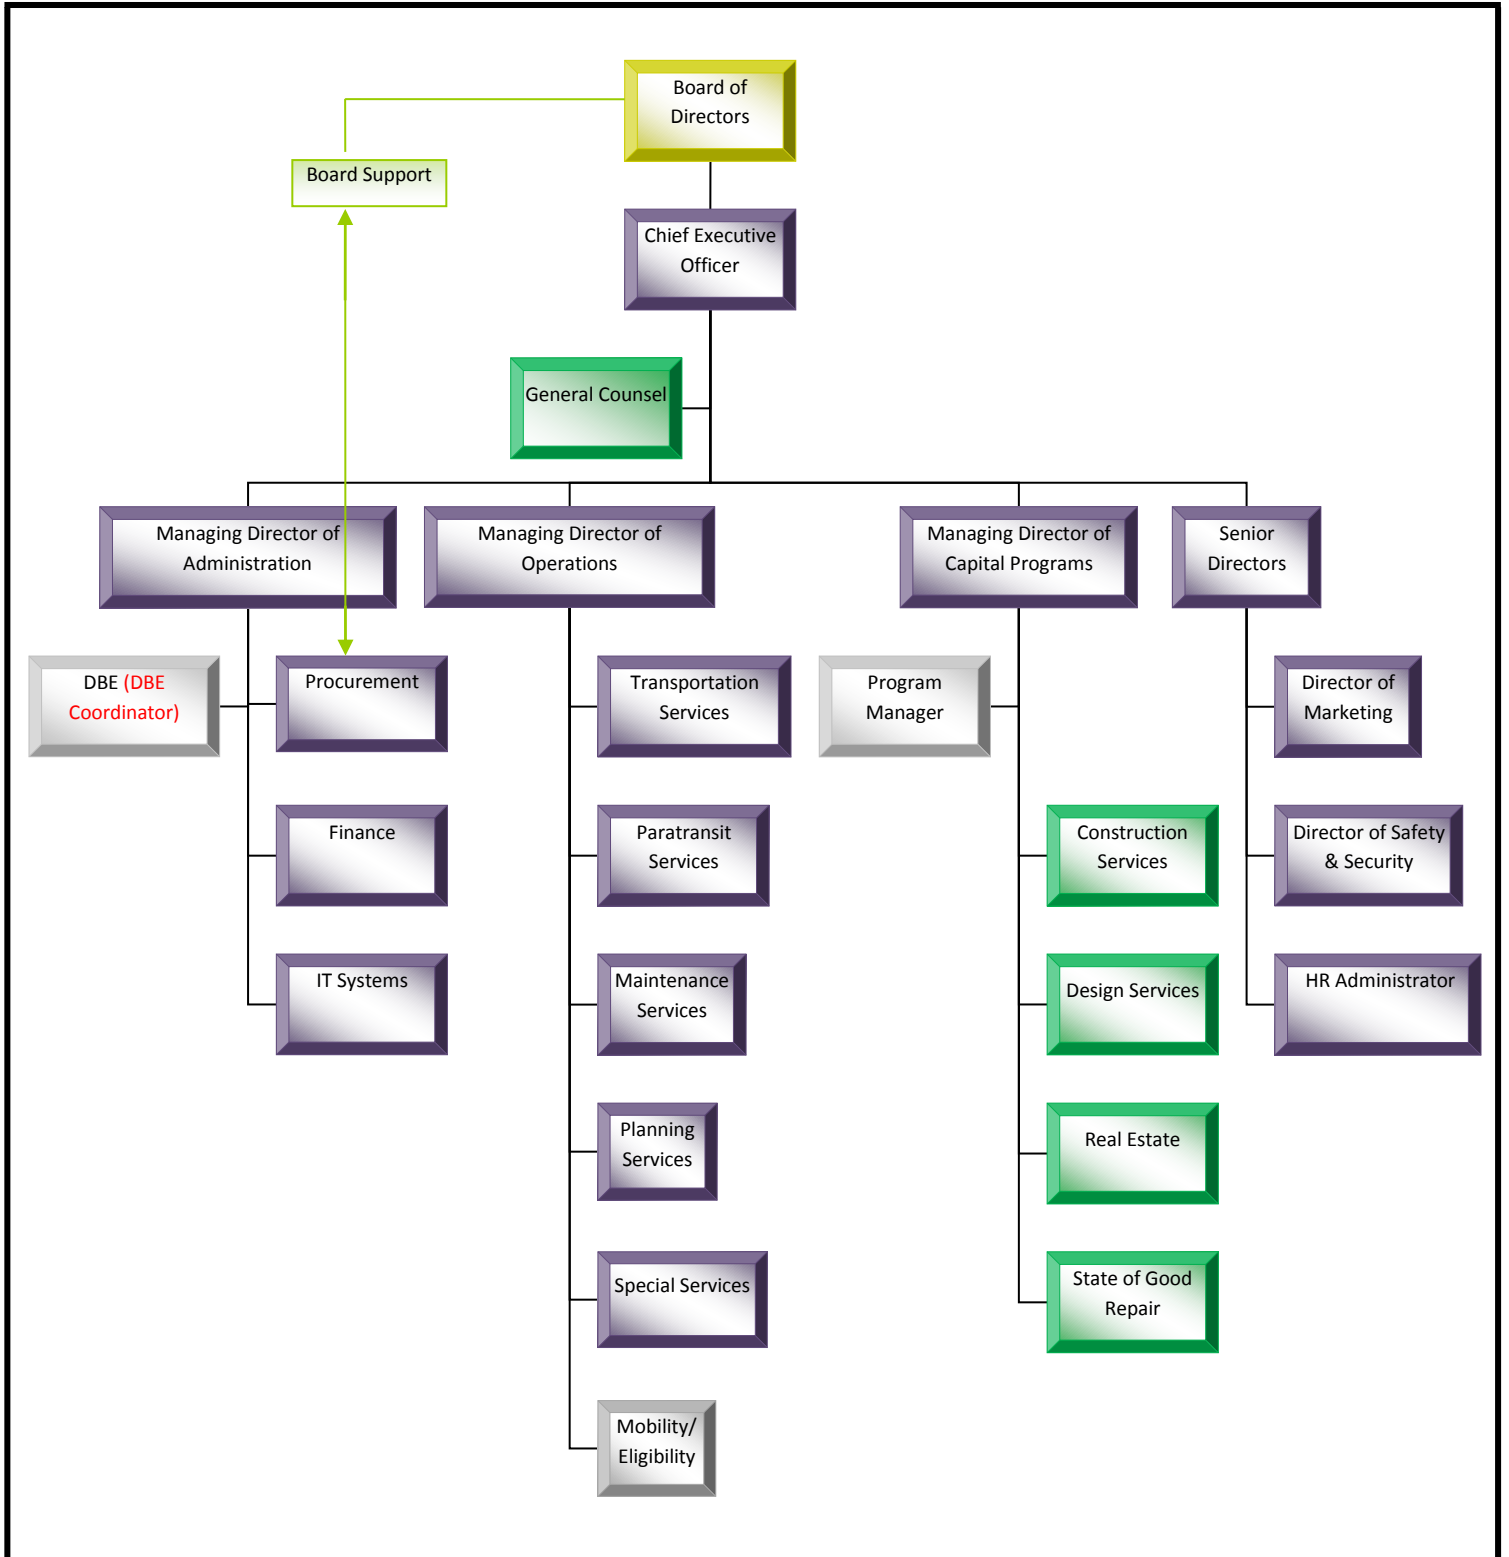 Board of
Directors
Board Support
Chief Executive
Officer
General Counsel
Managing Director of
Administration
Managing Director of
Operations
Managing Director of
Capital Programs
Senior
Directors
DBE (DBE
Coordinator)
Procurement
Transportation
Services
Program
Manager
Director of
Marketing
Finance
Paratransit
Services
Construction
Services
Director of Safety
& Security
IT Systems
Maintenance
Services
Design Services
HR Administrator
Planning
Services
Real Estate
Special Services
State of Good
Repair
Mobility/
Eligibility